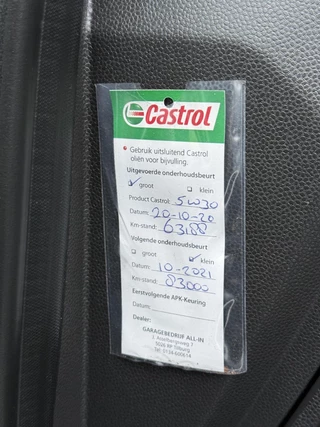 Castrol
Gebruik uitsluitend Castrol
oliën voor bijvulling.
Uitgevoerde onderhoudsbeurt
groot klein
Product Castrol: 5W30
Datum: 20-10-20
Km-stand: 63188
Volgende onderhoudsbeurt
groot klein
Datum: 10-2021
Km-stand: 83000
Eerstvolgende APK-Keuring
Datum:
Dealer:
GARAGEBEDRIJF ALL-IN
Tilburg